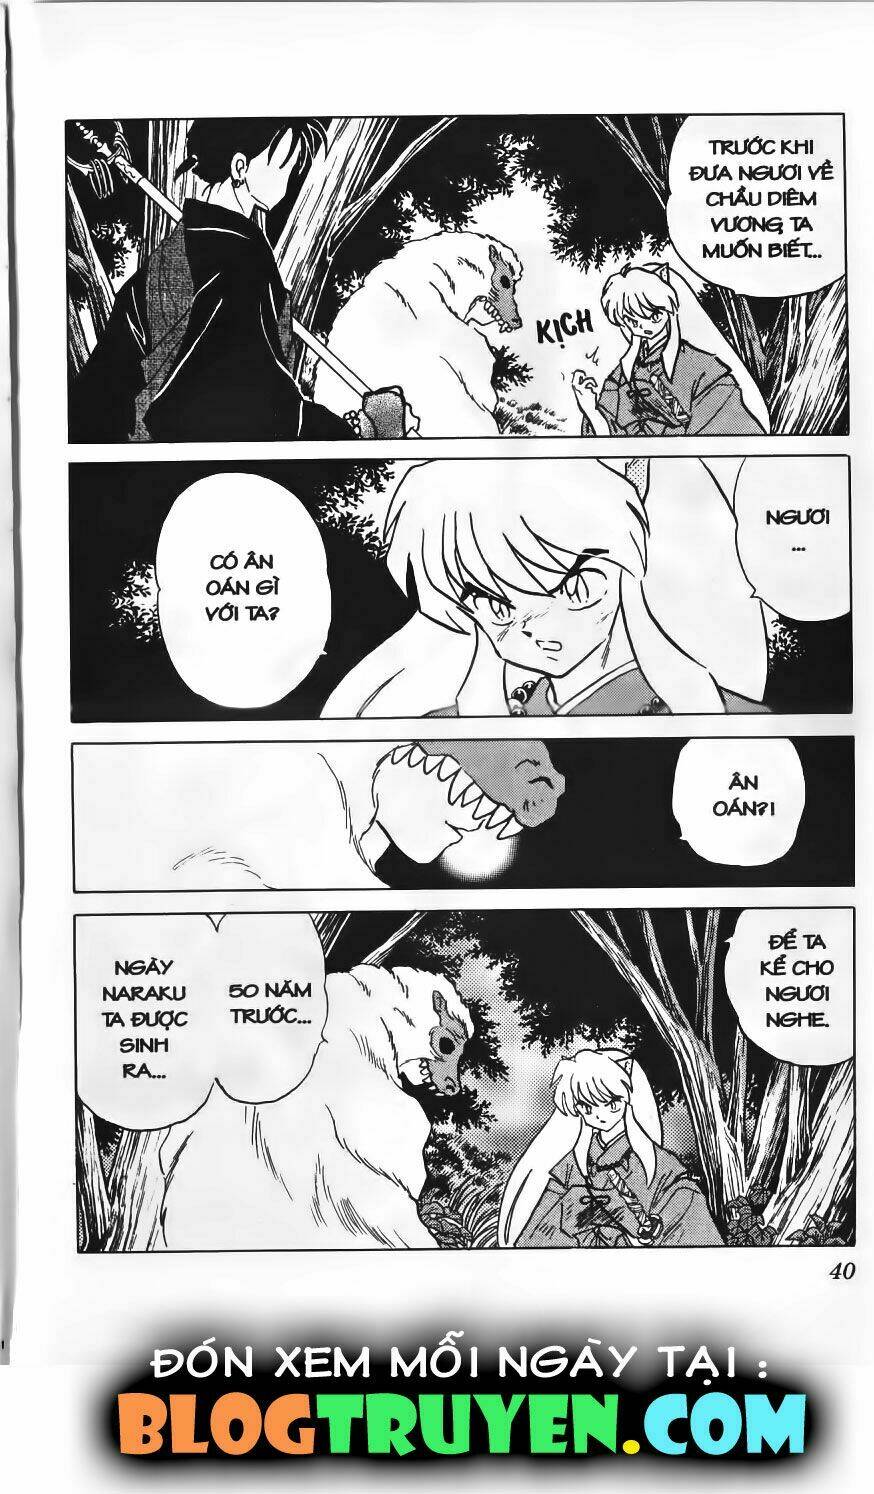 TRƯỚC KHI
ĐƯA NGƯƠI VỀ
CHẦU DIÊM
VƯƠNG, TA
MUỐN BIẾT...
KỊCH
NGƯƠI
...
CÓ ÂN
OÁN GÌ
VỚI TA?
ÂN
OÁN?!
ĐỂ TA
KỂ CHO
NGƯƠI
NGHE.
50 NĂM
TRƯỚC...
NGÀY
NARAKU
TA ĐƯỢC
SINH
RA...
40
ĐÓN XEM MỖI NGÀY TẠI :
BLOGTRUYEN.COM